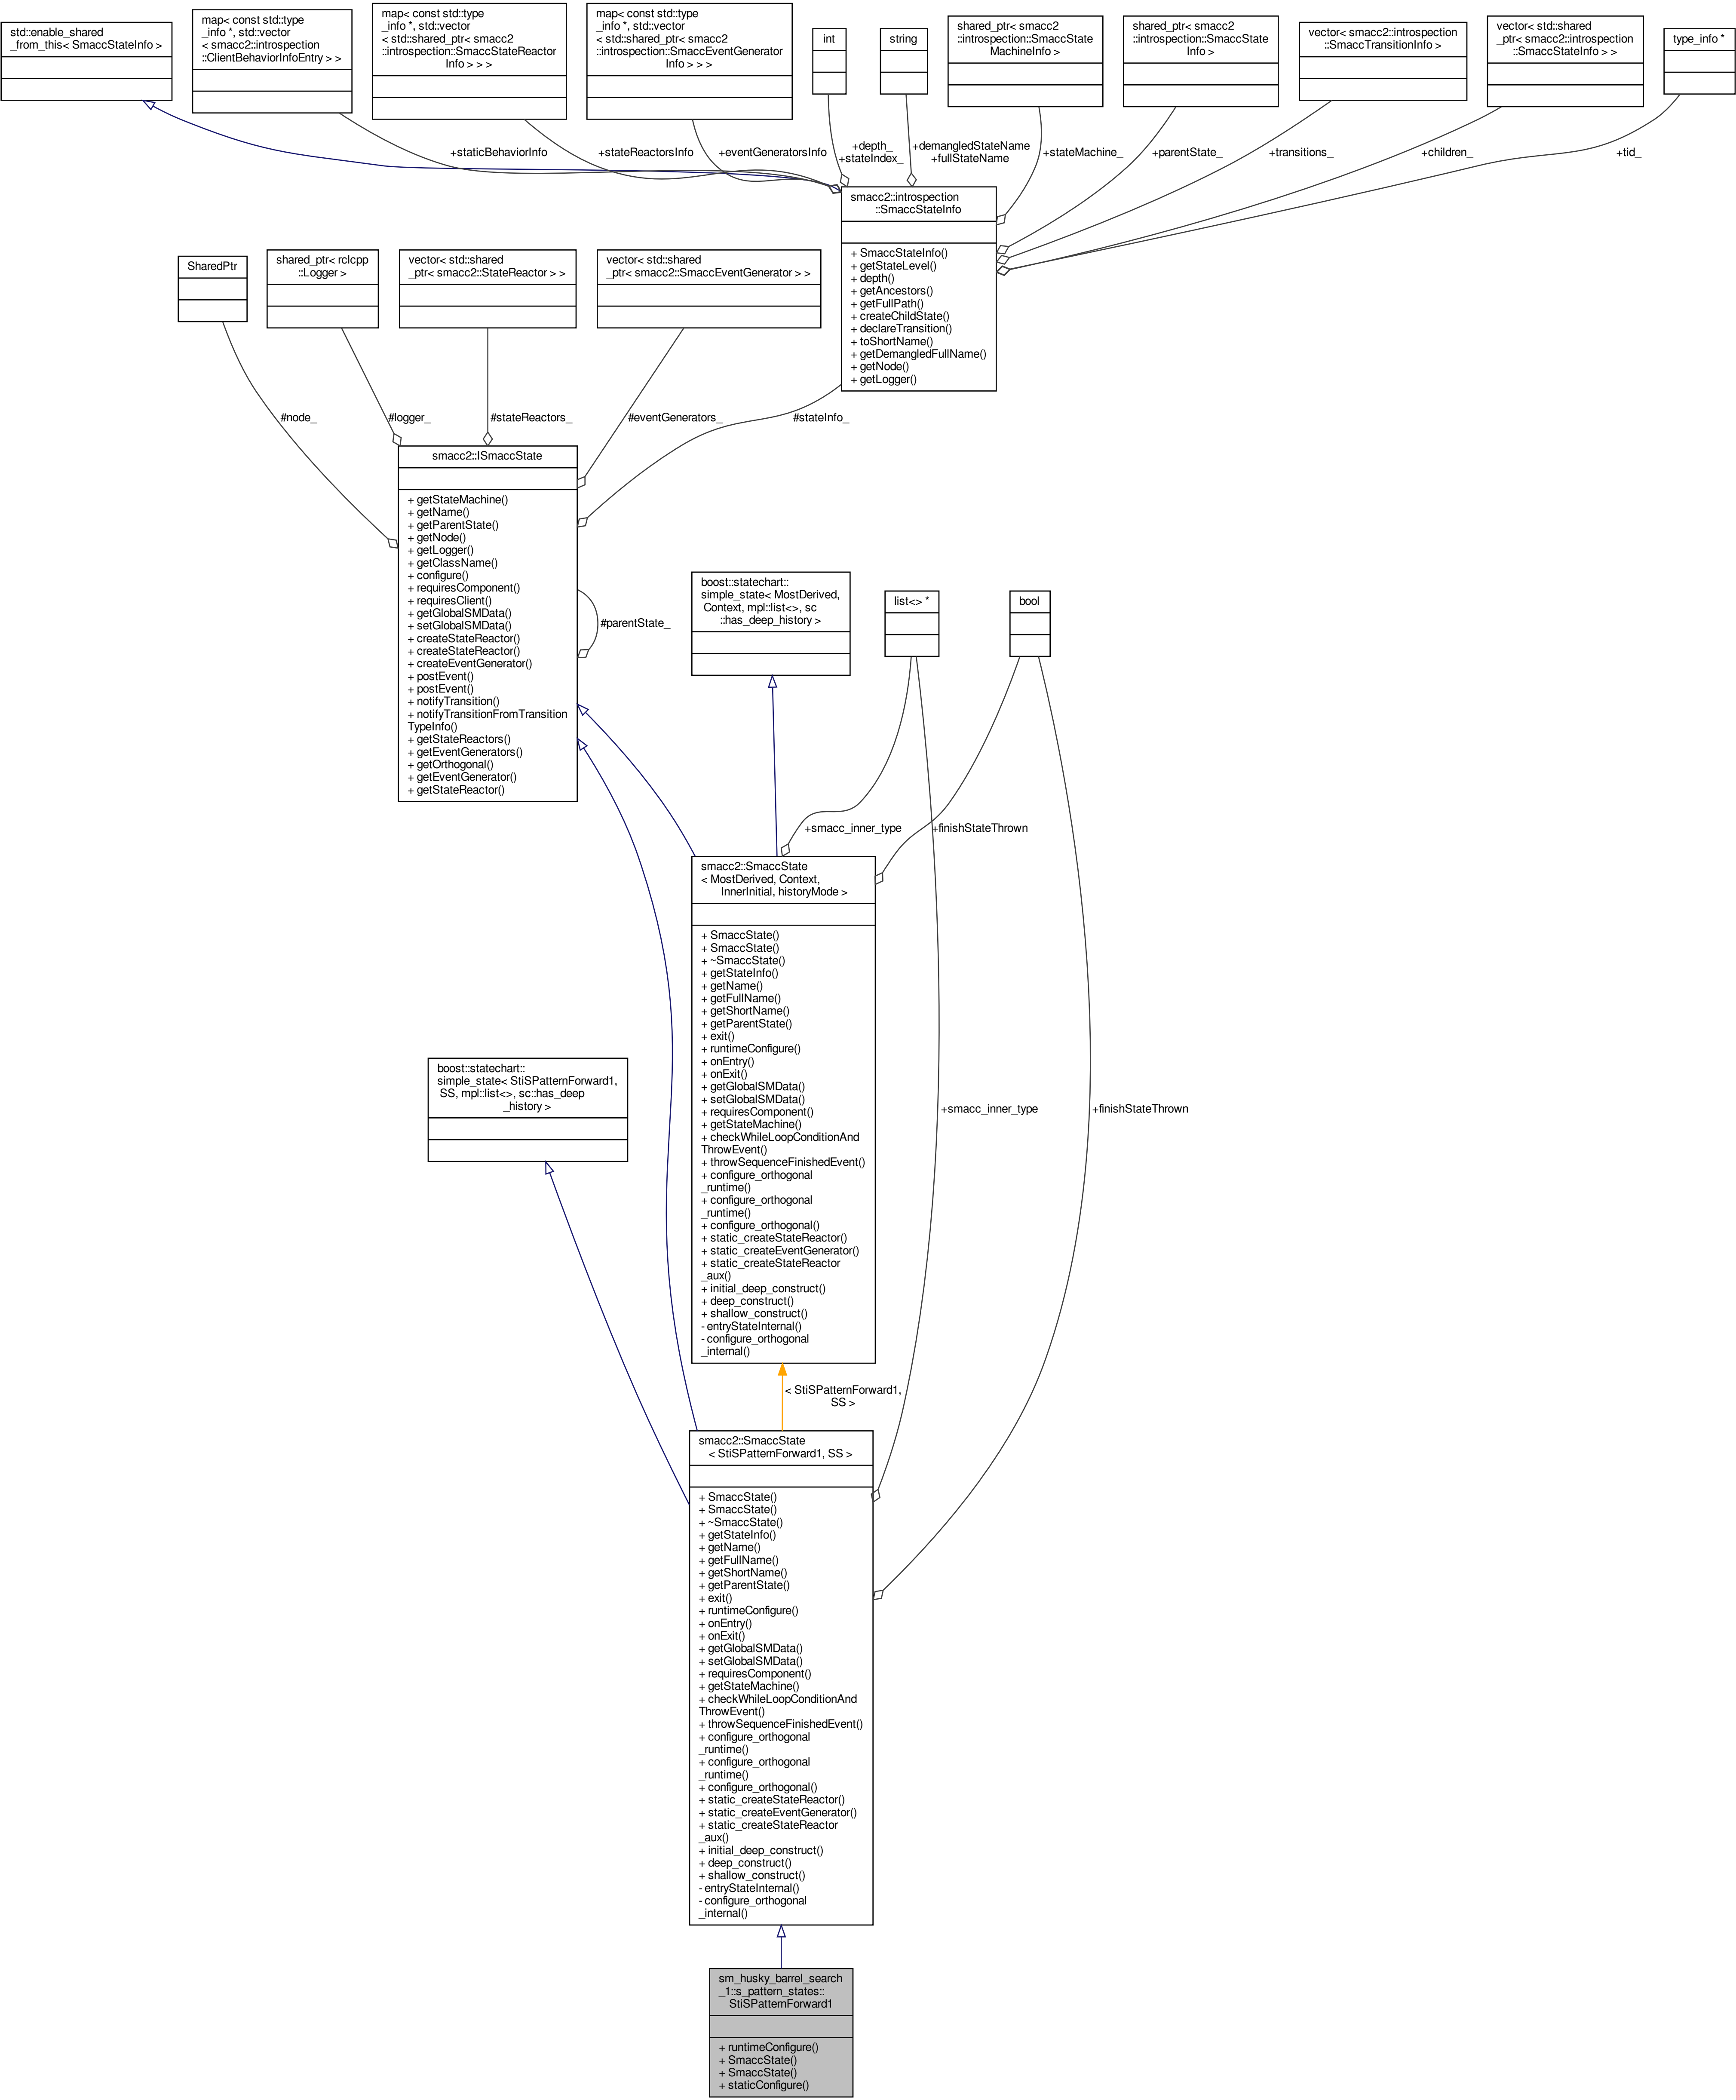 std::enable_shared
_from_this< SmaccStateInfo >
map< const std::type
_info *, std::vector
< smacc2::introspection
::ClientBehaviorInfoEntry > >
map< const std::type
_info *, std::vector
< std::shared_ptr< smacc2
::introspection::SmaccStateReactor
Info > > >
map< const std::type
_info *, std::vector
< std::shared_ptr< smacc2
::introspection::SmaccEventGenerator
Info > > >
int
string
shared_ptr< smacc2
::introspection::SmaccState
MachineInfo >
shared_ptr< smacc2
::introspection::SmaccState
Info >
vector< smacc2::introspection
::SmaccTransitionInfo >
vector< std::shared
_ptr< smacc2::introspection
::SmaccStateInfo > >
type_info *
+staticBehaviorInfo
+stateReactorsInfo
+eventGeneratorsInfo
+depth_
+stateIndex_
+demangledStateName
+fullStateName
+stateMachine_
+parentState_
+transitions_
+children_
+tid_
smacc2::introspection
::SmaccStateInfo
+ SmaccStateInfo()
+ getStateLevel()
+ depth()
+ getAncestors()
+ getFullPath()
+ createChildState()
+ declareTransition()
+ toShortName()
+ getDemangledFullName()
+ getNode()
+ getLogger()
SharedPtr
shared_ptr< rclcpp
::Logger >
vector< std::shared
_ptr< smacc2::StateReactor > >
vector< std::shared
_ptr< smacc2::SmaccEventGenerator > >
#node_
#logger_
#stateReactors_
#eventGenerators_
#stateInfo_
smacc2::ISmaccState
+ getStateMachine()
+ getName()
+ getParentState()
+ getNode()
+ getLogger()
+ getClassName()
+ configure()
+ requiresComponent()
+ requiresClient()
+ getGlobalSMData()
+ setGlobalSMData()
+ createStateReactor()
+ createStateReactor()
+ createEventGenerator()
+ postEvent()
+ postEvent()
+ notifyTransition()
+ notifyTransitionFromTransition
TypeInfo()
+ getStateReactors()
+ getEventGenerators()
+ getOrthogonal()
+ getEventGenerator()
+ getStateReactor()
#parentState_
boost::statechart::
simple_state< MostDerived,
Context, mpl::list<>, sc
::has_deep_history >
list<> *
bool
+smacc_inner_type
+finishStateThrown
smacc2::SmaccState
< MostDerived, Context,
InnerInitial, historyMode >
+ SmaccState()
+ SmaccState()
+ ~SmaccState()
+ getStateInfo()
+ getName()
+ getFullName()
+ getShortName()
+ getParentState()
+ exit()
+ runtimeConfigure()
+ onEntry()
+ onExit()
+ getGlobalSMData()
+ setGlobalSMData()
+ requiresComponent()
+ getStateMachine()
+ checkWhileLoopConditionAnd
ThrowEvent()
+ throwSequenceFinishedEvent()
+ configure_orthogonal
_runtime()
+ configure_orthogonal
_runtime()
+ configure_orthogonal()
+ static_createStateReactor()
+ static_createEventGenerator()
+ static_createStateReactor
_aux()
+ initial_deep_construct()
+ deep_construct()
+ shallow_construct()
- entryStateInternal()
- configure_orthogonal
_internal()
boost::statechart::
simple_state< StiSPatternForward1,
SS, mpl::list<>, sc::has_deep
_history >
+smacc_inner_type
+finishStateThrown
< StiSPatternForward1,
SS >
smacc2::SmaccState
< StiSPatternForward1, SS >
+ SmaccState()
+ SmaccState()
+ ~SmaccState()
+ getStateInfo()
+ getName()
+ getFullName()
+ getShortName()
+ getParentState()
+ exit()
+ runtimeConfigure()
+ onEntry()
+ onExit()
+ getGlobalSMData()
+ setGlobalSMData()
+ requiresComponent()
+ getStateMachine()
+ checkWhileLoopConditionAnd
ThrowEvent()
+ throwSequenceFinishedEvent()
+ configure_orthogonal
_runtime()
+ configure_orthogonal
_runtime()
+ configure_orthogonal()
+ static_createStateReactor()
+ static_createEventGenerator()
+ static_createStateReactor
_aux()
+ initial_deep_construct()
+ deep_construct()
+ shallow_construct()
- entryStateInternal()
- configure_orthogonal
_internal()
sm_husky_barrel_search
_1::s_pattern_states::
StiSPatternForward1
+ runtimeConfigure()
+ SmaccState()
+ SmaccState()
+ staticConfigure()